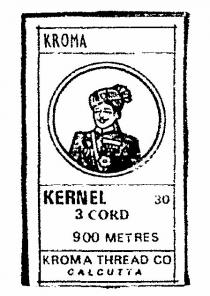 KROMA
KERNEL 30
3 CORD
900 METRES
KROMA THREAD CO
CALCUTTA